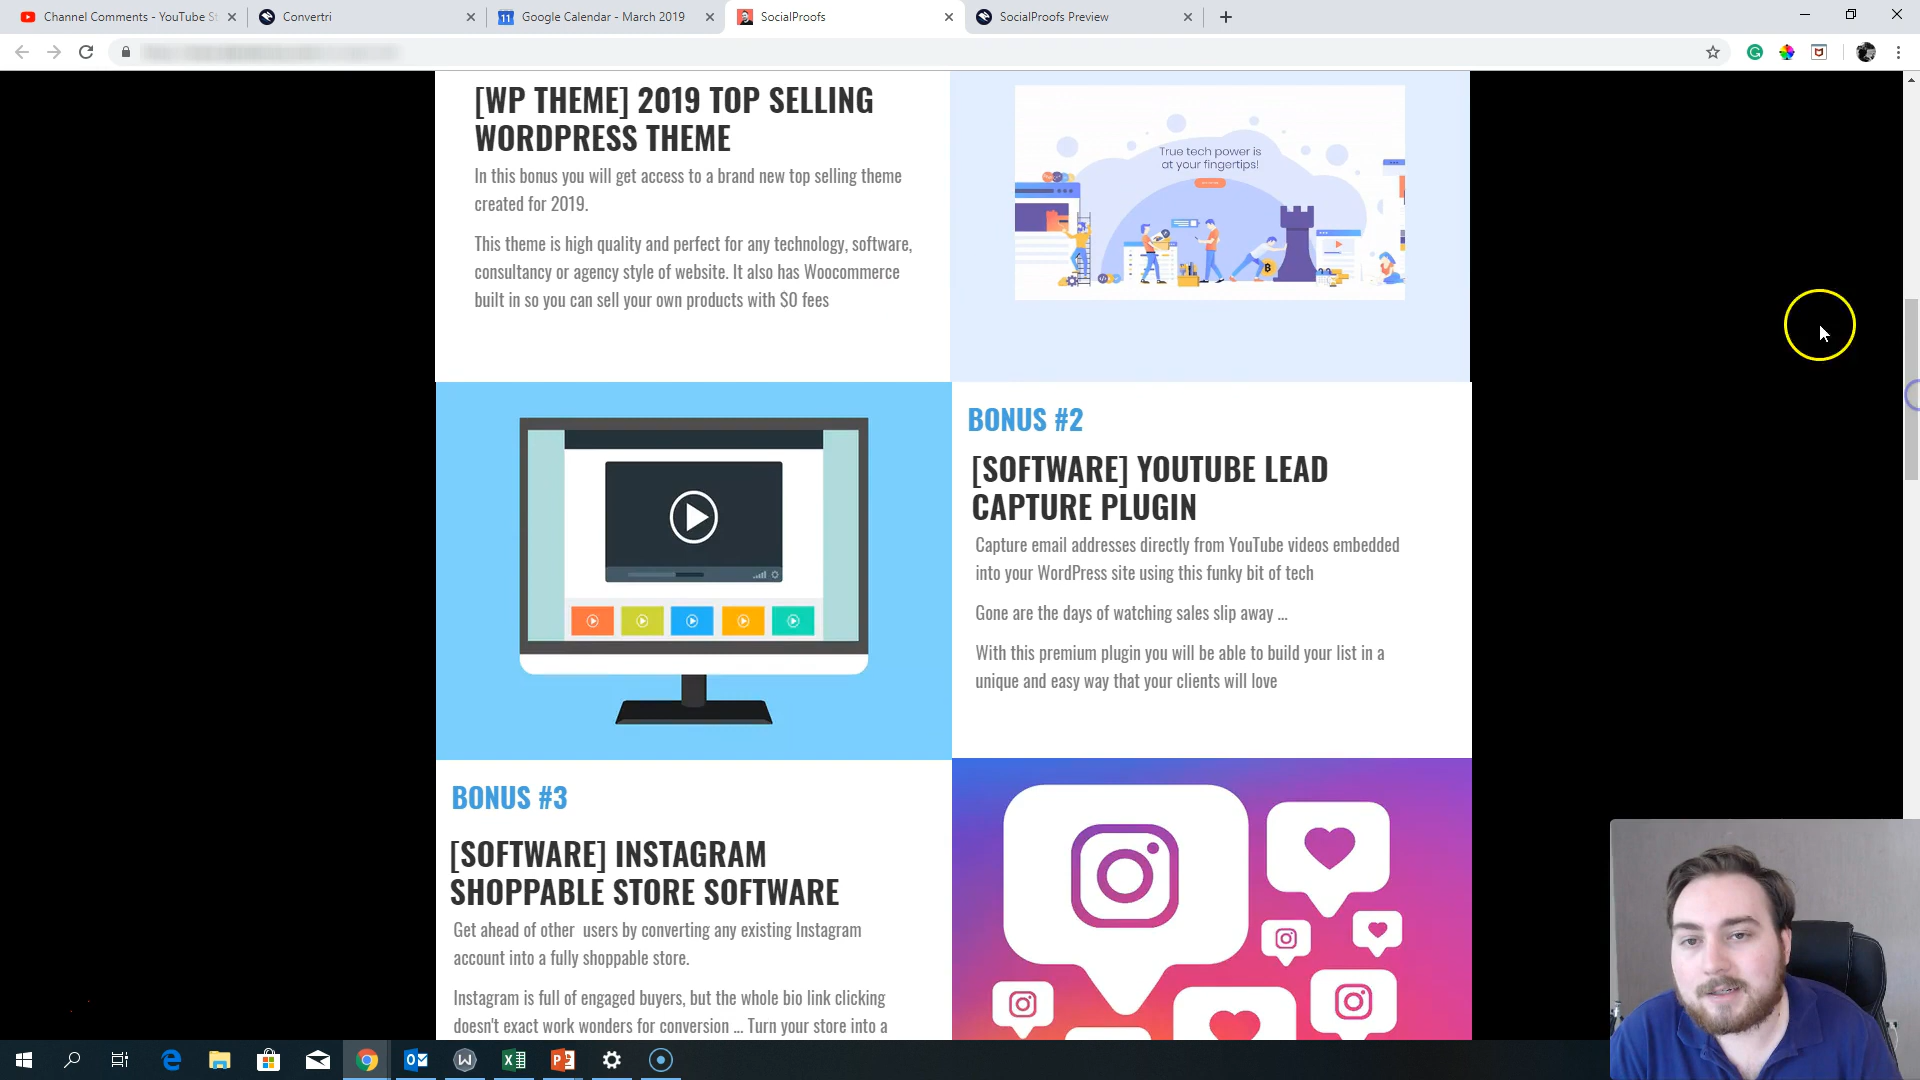 Channel Comments - YouTube St
Convertri
Google Calendar - March 2019
SocialProofs
SocialProofs Preview
[WP THEME] 2019 TOP SELLING
WORDPRESS THEME
In this bonus you will get access to a brand new top selling theme
created for 2019.
This theme is high quality and perfect for any technology, software,
consultancy or agency style of website. It also has Woocommerce
built in so you can sell your own products with $0 fees
True tech power is
at your fingertips!
BONUS #2
[SOFTWARE] YOUTUBE LEAD
CAPTURE PLUGIN
Capture email addresses directly from YouTube videos embedded
into your WordPress site using this funky bit of tech
Gone are the days of watching sales slip away ...
With this premium plugin you will be able to build your list in a
unique and easy way that your clients will love
BONUS #3
[SOFTWARE] INSTAGRAM
SHOPPABLE STORE SOFTWARE
Get ahead of other users by converting any existing Instagram
account into a fully shoppable store.
Instagram is full of engaged buyers, but the whole bio link clicking
doesn't exact work wonders for conversion ... Turn your store into a